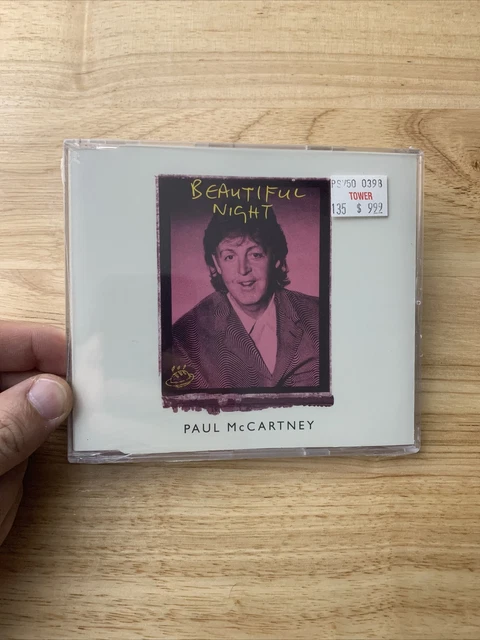 BEAUTIFUL
NIGHT
PS/50 0398
TOWER
135 $ 999
PAUL McCARTNEY